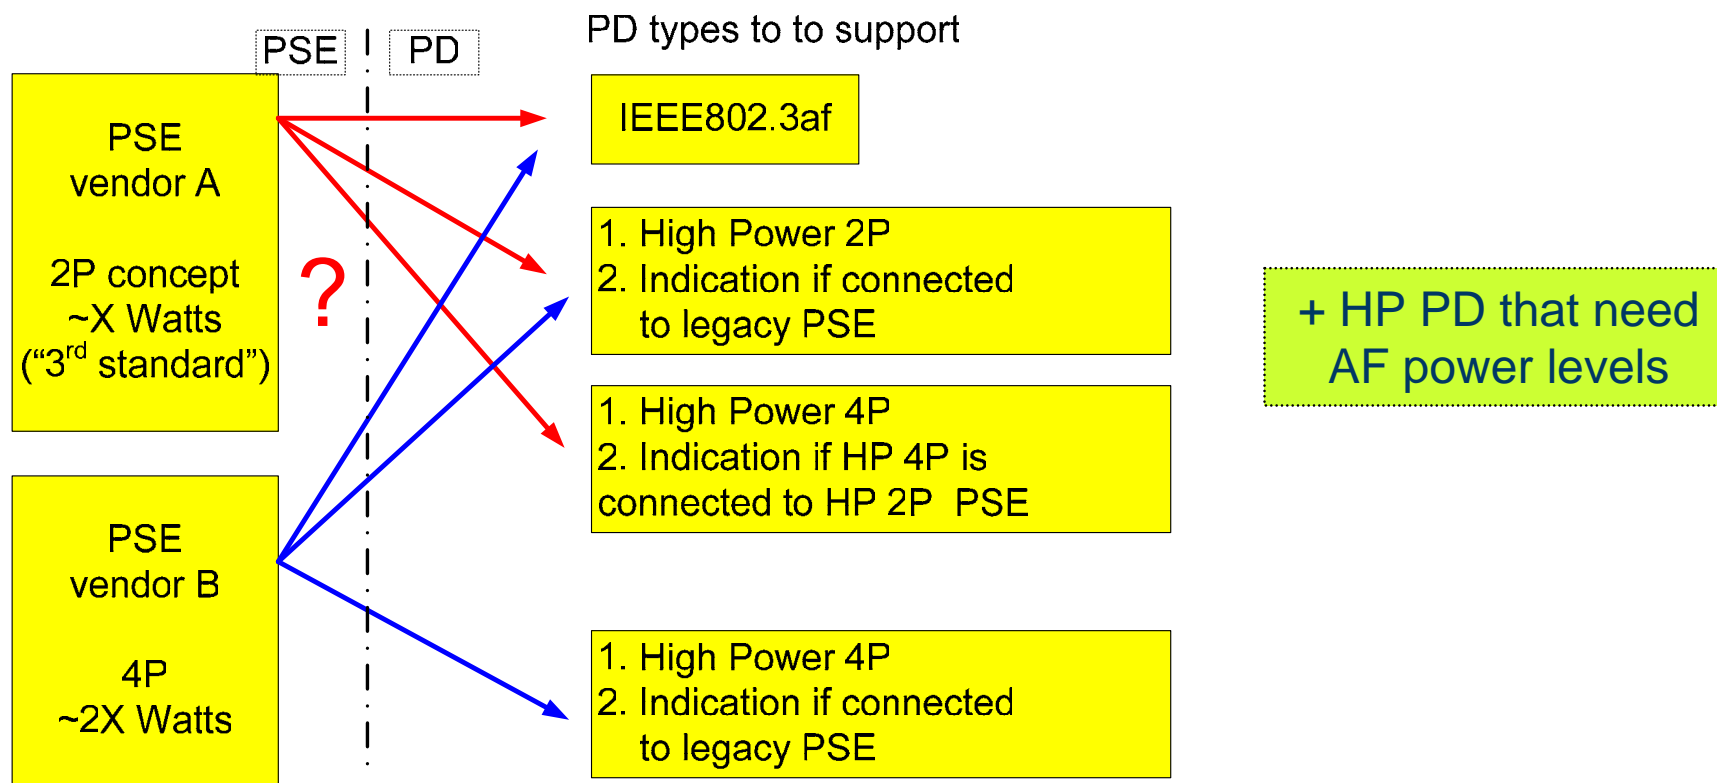 PD types to to support
PSE
PD
PSE
vendor A
2P concept
~X Watts
(“3rd standard”)
?
IEEE802.3af
1. High Power 2P
2. Indication if connected
to legacy PSE
+ HP PD that need
AF power levels
1. High Power 4P
2. Indication if HP 4P is
connected to HP 2P PSE
PSE
vendor B
4P
~2X Watts
1. High Power 4P
2. Indication if connected
to legacy PSE